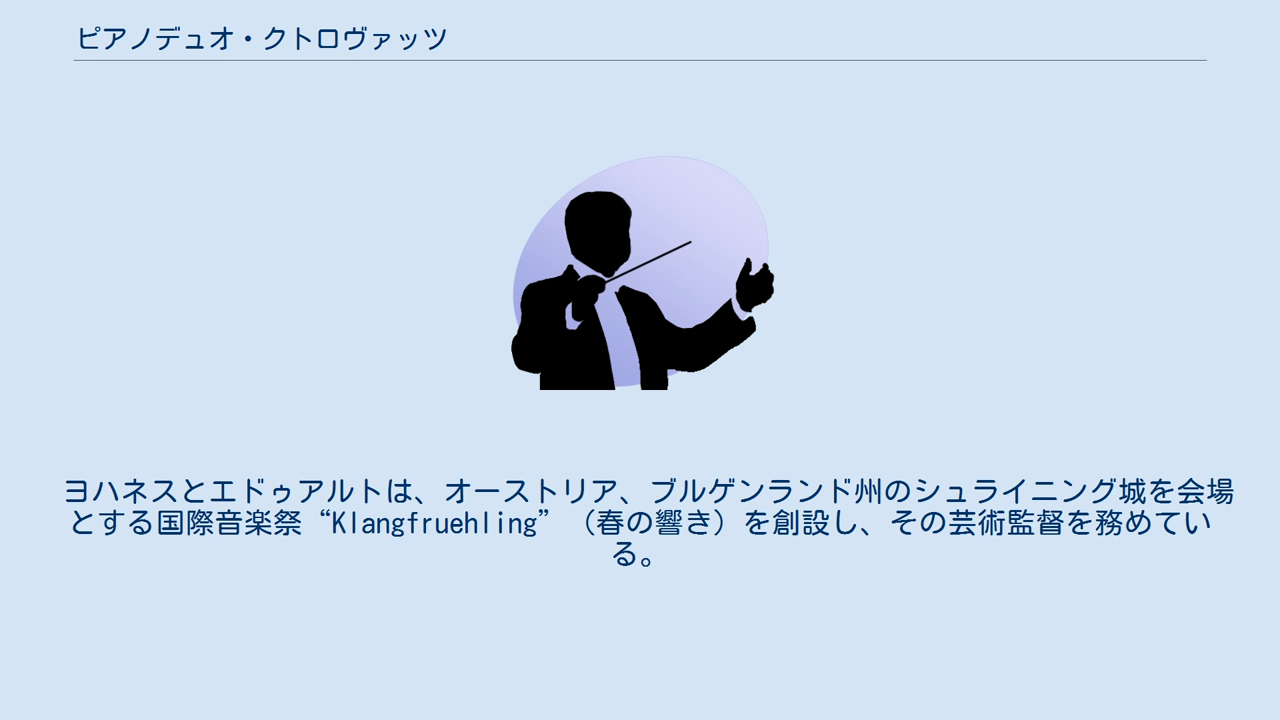 ピアノデュオ・クトロヴァッツ
ヨハネスとエドゥアルトは、オーストリア、ブルゲンランド州のシュライニング城を会場
とする国際音楽祭“Klangfruehling”（春の響き）を創設し、その芸術監督を務めてい
る。